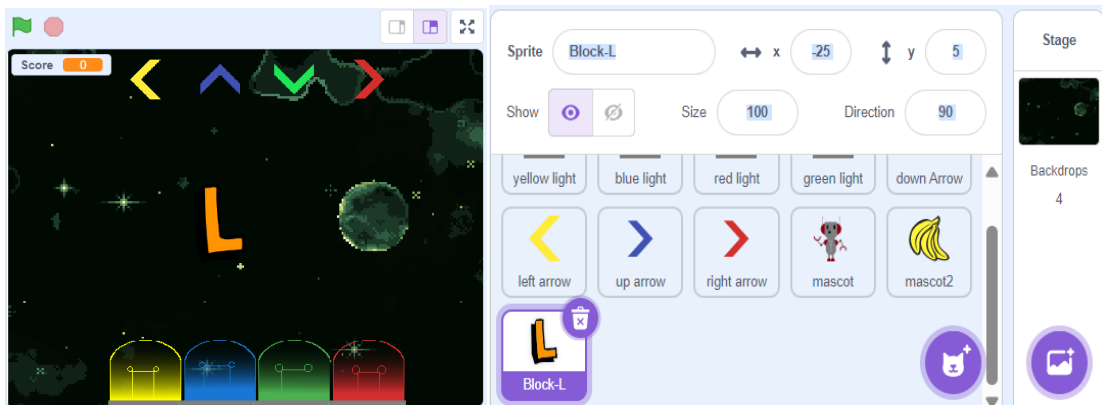 Score 0
L
Sprite Block-L x -25 y 5
Show Size 100 Direction 90
yellow light blue light red light green light down Arrow
left arrow up arrow right arrow mascot mascot2
L
Block-L
Stage
Backdrops
4